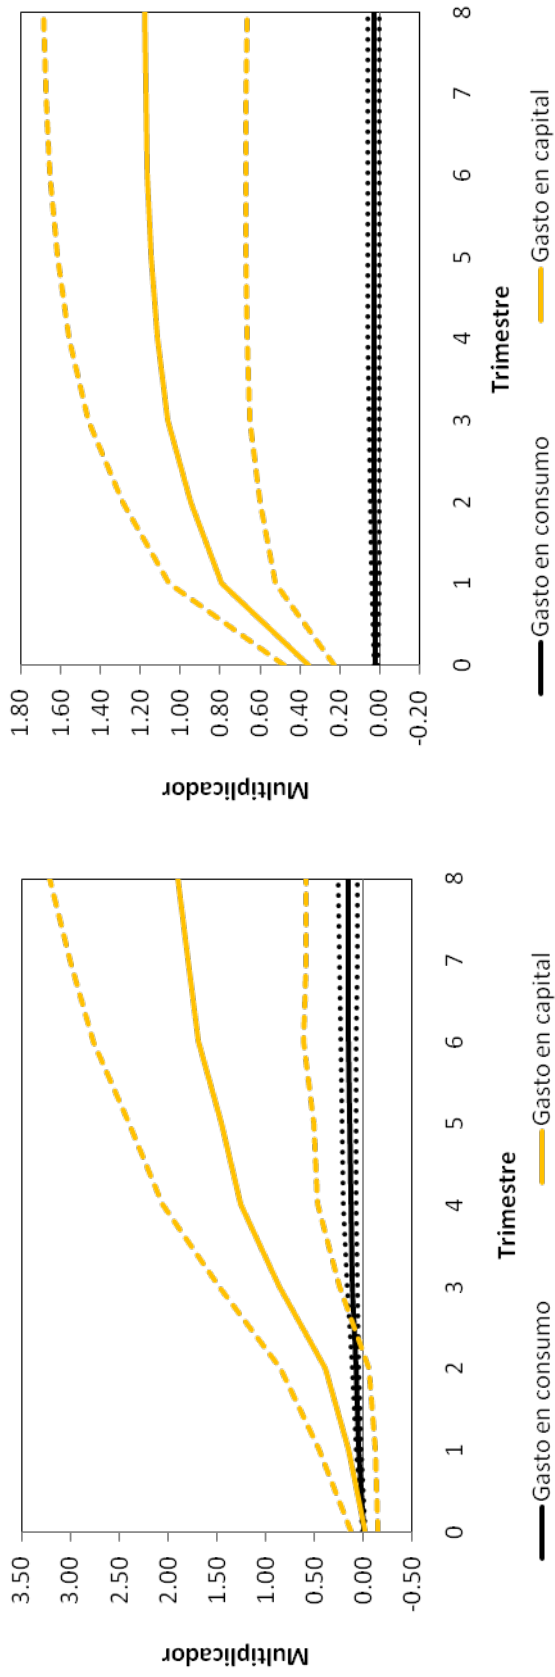 Multiplicador
3.50
3.00
2.50
2.00
1.50
1.00
0.50
0.00
-0.50
0 1 2 3 4 5 6 7 8
Trimestre
Gasto en consumo
Gasto en capital
Multiplicador
1.80
1.60
1.40
1.20
1.00
0.80
0.60
0.40
0.20
0.00
-0.20
0 1 2 3 4 5 6 7 8
Trimestre
Gasto en consumo
Gasto en capital